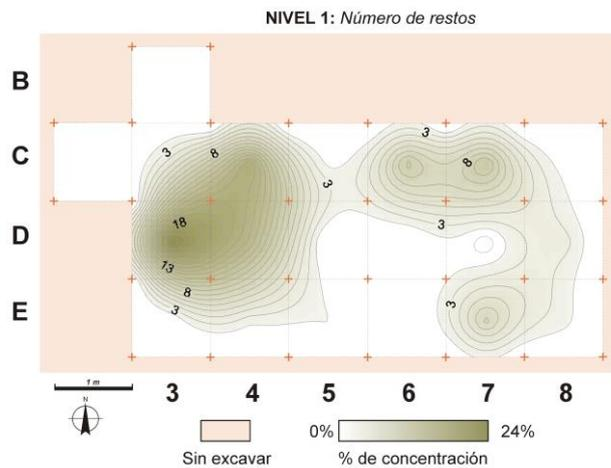 NIVEL 1: Número de restos
B
C
D
E
3
3
8
3
8
18
3
13
8
3
3
3
1 m
3 4 5 6 7 8
N
0% 24%
Sin excavar
% de concentración